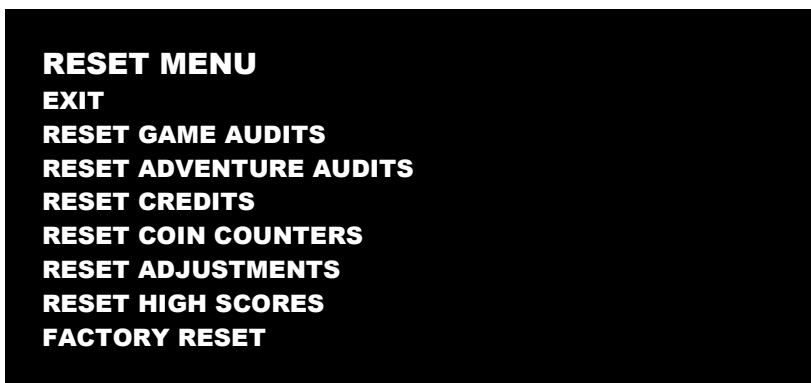 RESET MENU
EXIT
RESET GAME AUDITS
RESET ADVENTURE AUDITS
RESET CREDITS
RESET COIN COUNTERS
RESET ADJUSTMENTS
RESET HIGH SCORES
FACTORY RESET